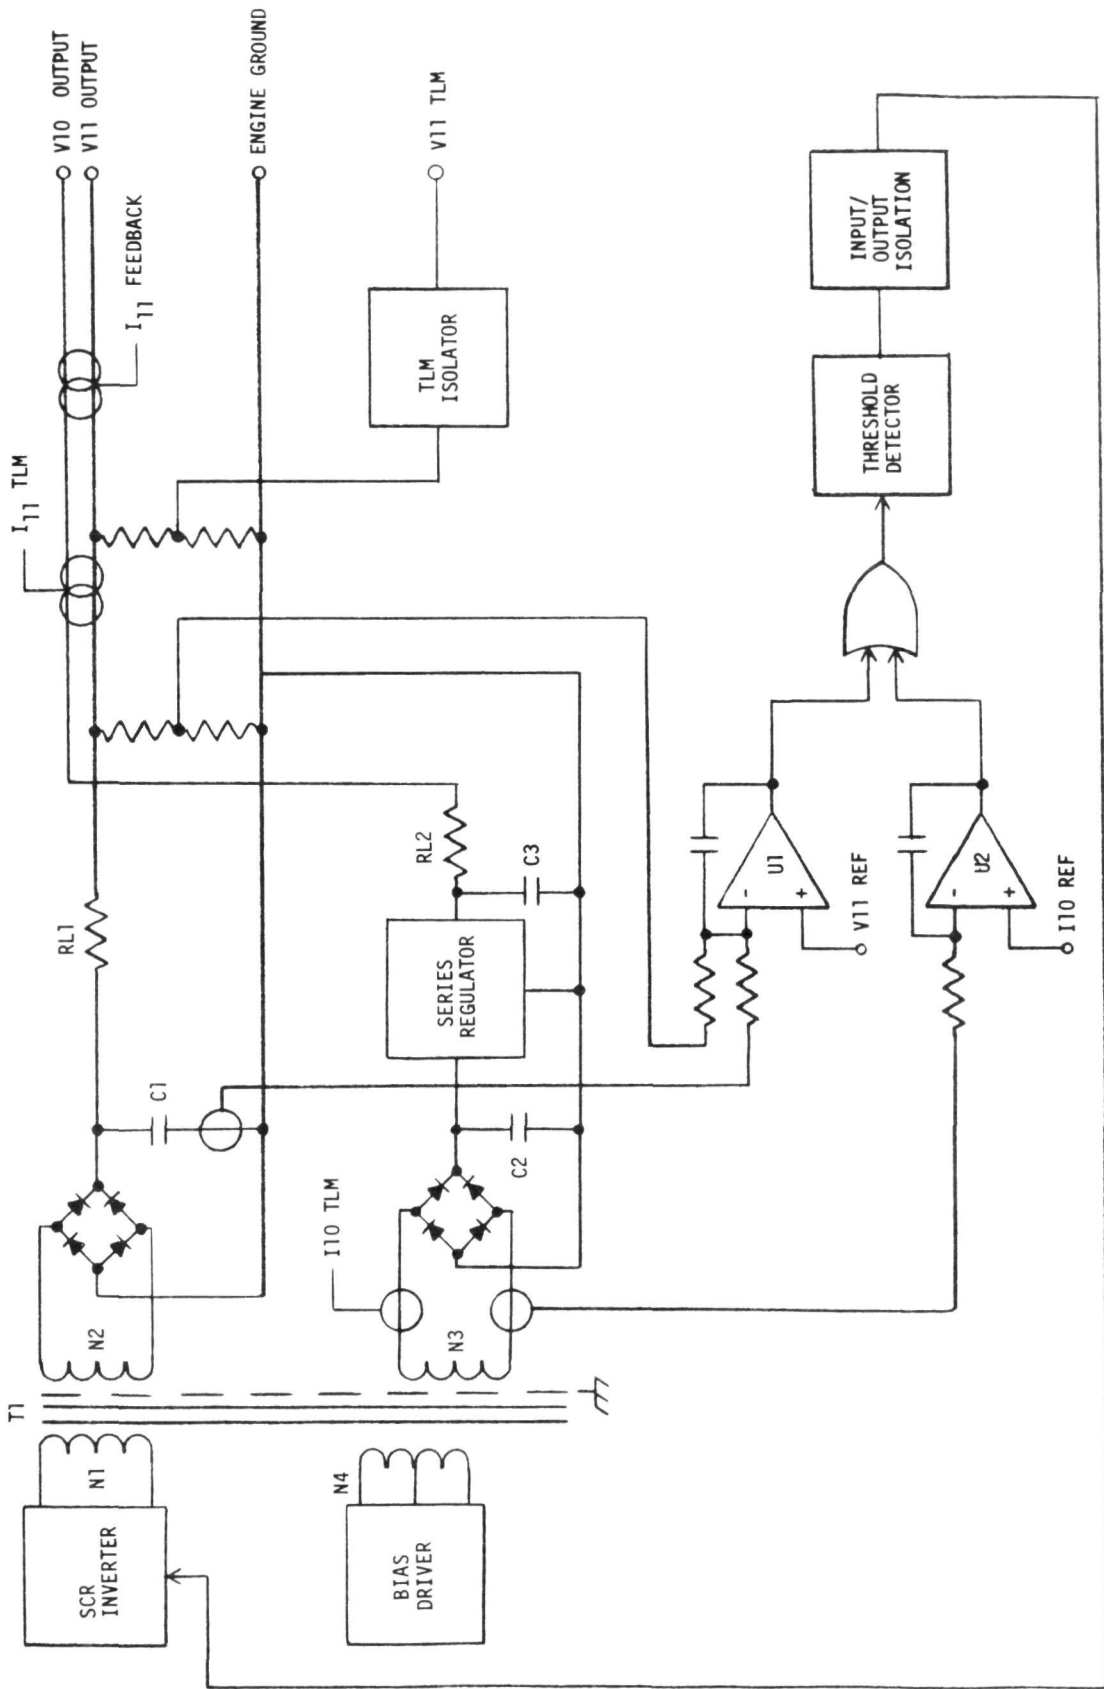 T1
SCR
INVERTER
N1
N2
C1
RL1
I11 TLM
I11 FEEDBACK
V10 OUTPUT
V11 OUTPUT
ENGINE GROUND
BIAS
DRIVER
N4
N3
I10 TLM
C2
SERIES
REGULATOR
RL2
C3
TLM
ISOLATOR
V11 TLM
-
+
U1
V11 REF
-
+
U2
I10 REF
THRESHOLD
DETECTOR
INPUT/
OUTPUT
ISOLATION